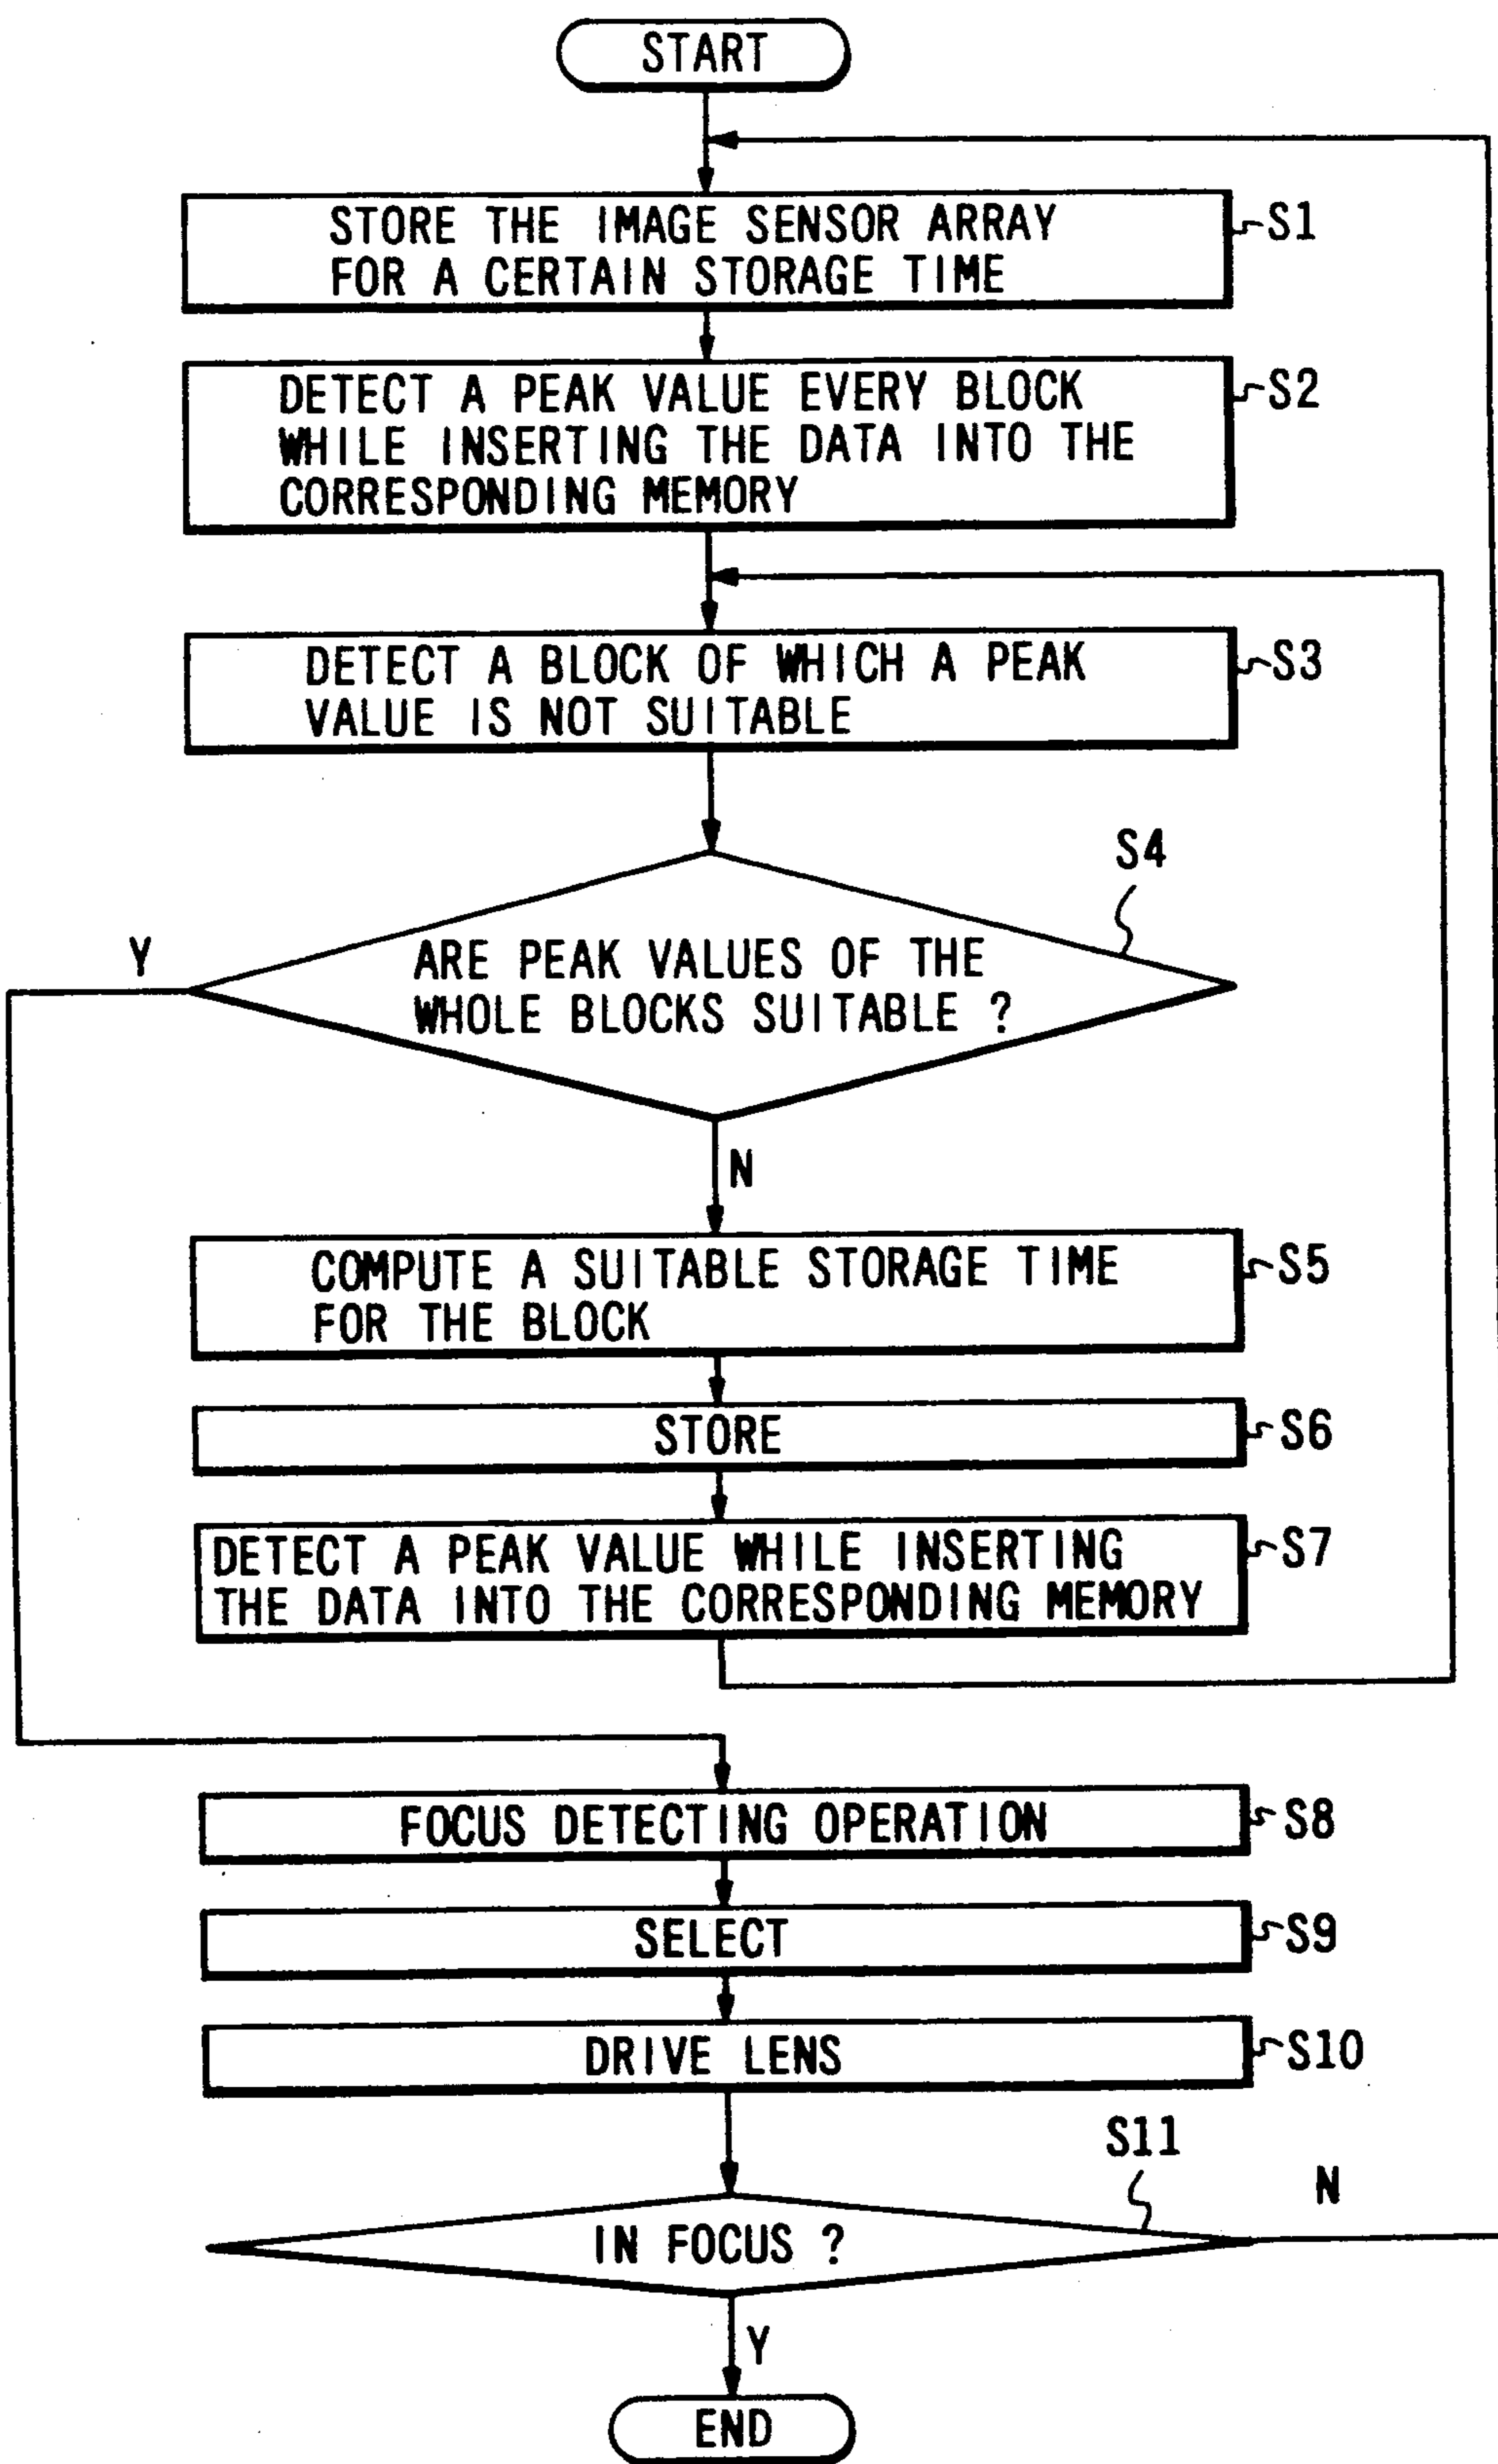 START
STORE THE IMAGE SENSOR ARRAY
FOR A CERTAIN STORAGE TIME
S1
DETECT A PEAK VALUE EVERY BLOCK
WHILE INSERTING THE DATA INTO THE
CORRESPONDING MEMORY
S2
DETECT A BLOCK OF WHICH A PEAK
VALUE IS NOT SUITABLE
S3
S4
Y
ARE PEAK VALUES OF THE
WHOLE BLOCKS SUITABLE ?
N
COMPUTE A SUITABLE STORAGE TIME
FOR THE BLOCK
S5
STORE
S6
DETECT A PEAK VALUE WHILE INSERTING
THE DATA INTO THE CORRESPONDING MEMORY
S7
FOCUS DETECTING OPERATION
S8
SELECT
S9
DRIVE LENS
S10
S11
N
IN FOCUS ?
Y
END